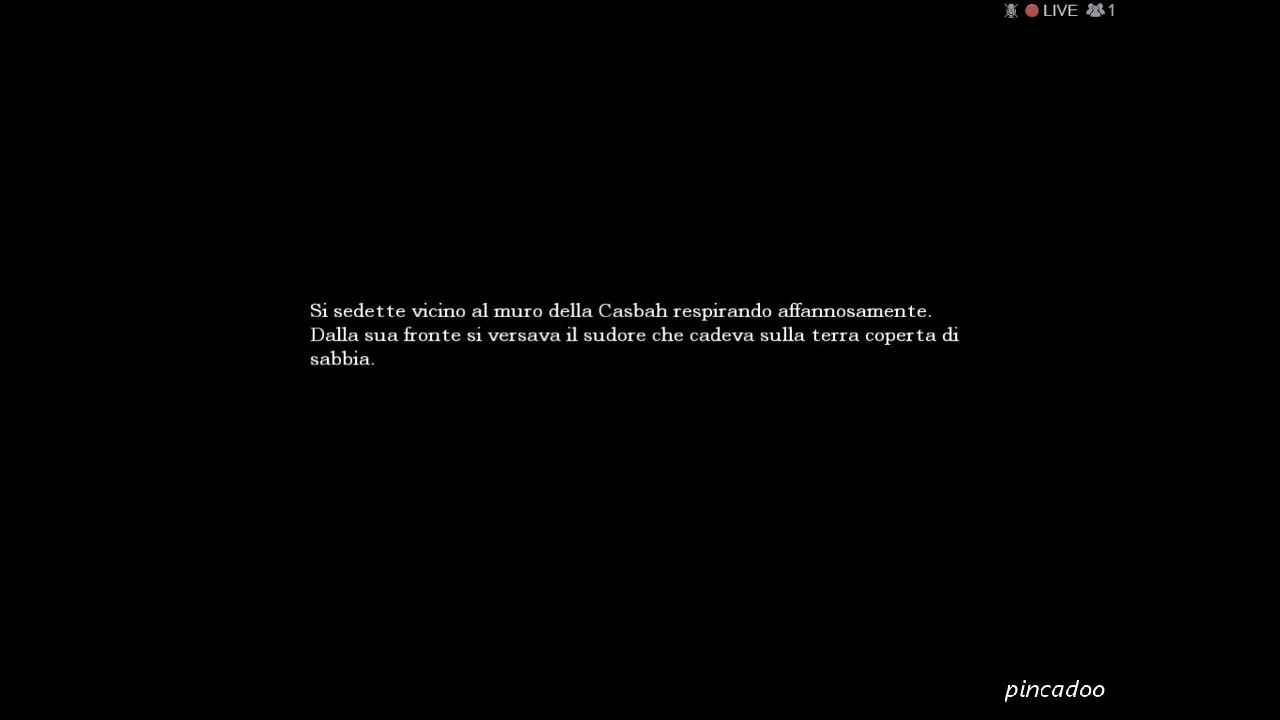 LIVE 1
Si sedette vicino al muro della Casbah respirando affannosamente.
Dalla sua fronte si versava il sudore che cadeva sulla terra coperta di
sabbia.
pincadoo